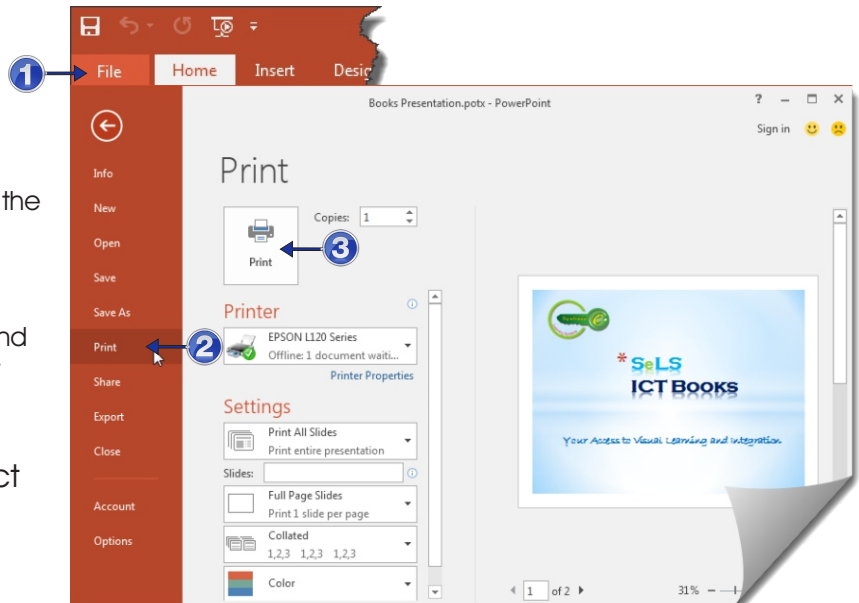 File Home Insert
1
Books Presentation.potx - PowerPoint ? – □ ×
Sign in
Info
New
Open
Save
Save As
Print
Share
Export
Close
Account
Options
2
Print
Print
Copies: 1
3
Printer
EPSON L120 Series
Offline: 1 document waiti...
Printer Properties
Settings
Print All Slides
Print entire presentation
Slides:
Full Page Slides
Print 1 slide per page
Collated
1,2,3 1,2,3 1,2,3
Color
*SeLS
ICT BOOKS
Your Access to Visual Learning and Integration
1 of 2
31% –
the
nd
ct